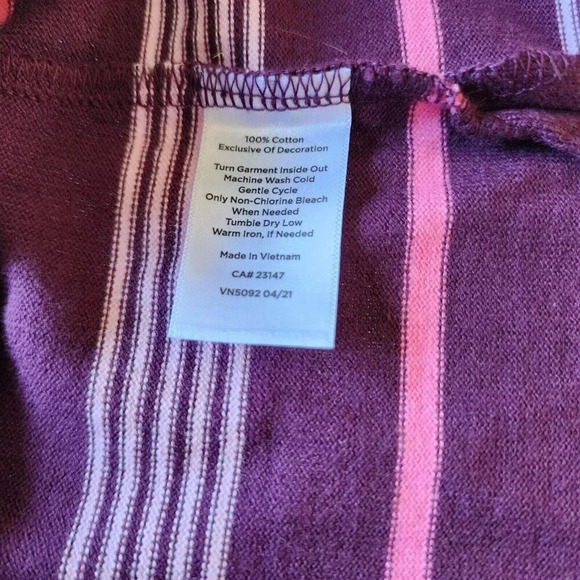 100% Cotton
Exclusive Of Decoration
Turn Garment Inside Out
Machine Wash Cold
Gentle Cycle
Only Non-Chlorine Bleach
When Needed
Tumble Dry Low
Warm Iron, If Needed
Made In Vietnam
CA# 23147
VN5092 04/21